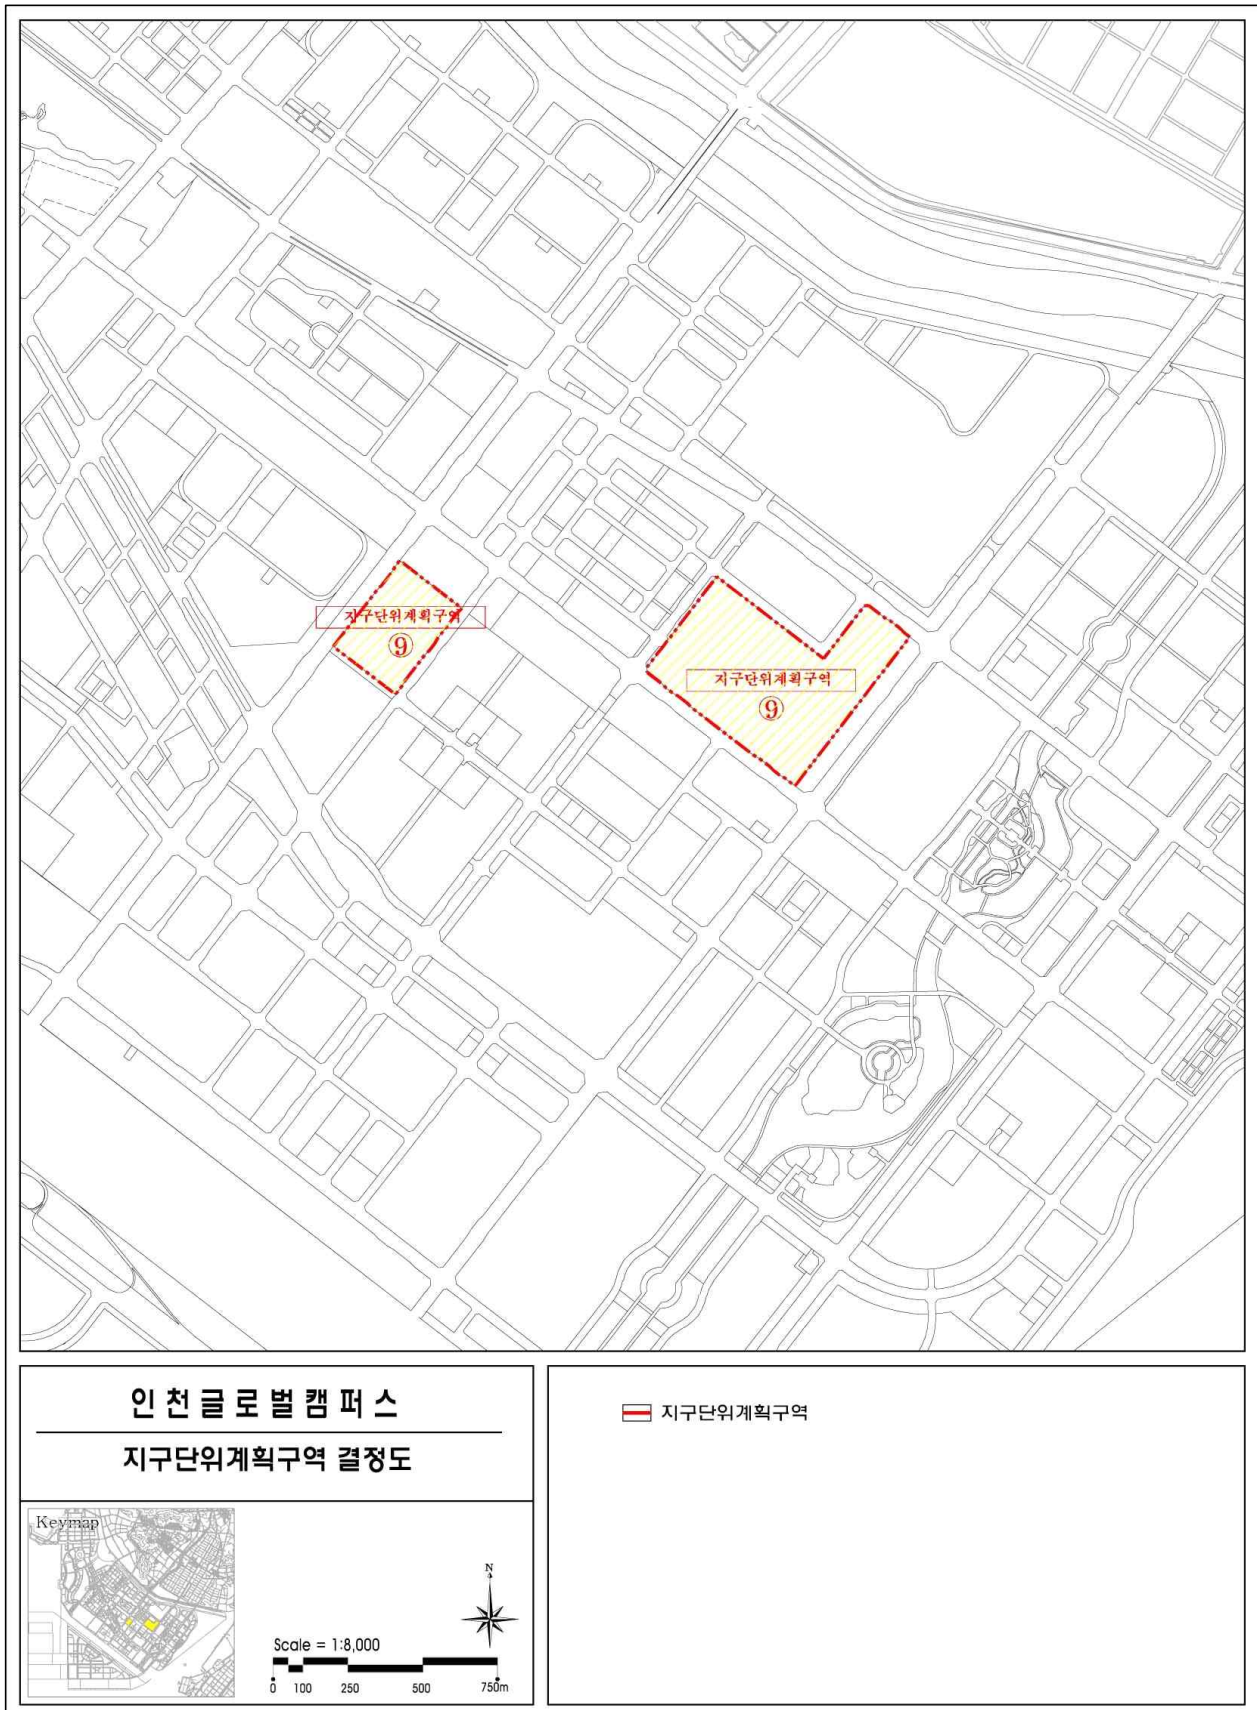 지구단위계획구역
⑨
지구단위계획구역
⑨
인천글로벌캠퍼스
지구단위계획구역 결정도
지구단위계획구역
Keymap
N
Scale = 1:8,000
0 100 250 500 750m